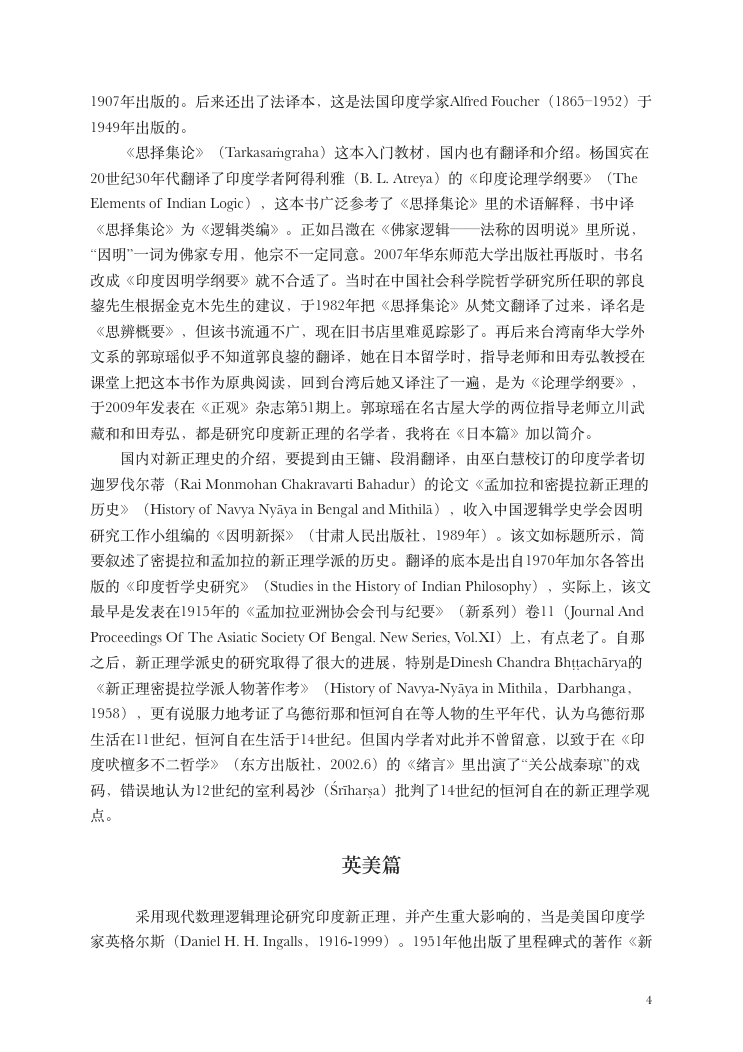 1907年出版的。后来还出了法译本，这是法国印度学家Alfred Foucher（1865–1952）于
1949年出版的。
《思择集论》（Tarkasaṁgraha）这本入门教材，国内也有翻译和介绍。杨国宾在
20世纪30年代翻译了印度学者阿得利雅（B. L. Atreya）的《印度论理学纲要》（The
Elements of Indian Logic），这本书广泛参考了《思择集论》里的术语解释，书中译
《思择集论》为《逻辑类编》。正如吕澂在《佛家逻辑——法称的因明说》里所说，
“因明”一词为佛家专用，他宗不一定同意。2007年华东师范大学出版社再版时，书名
改成《印度因明学纲要》就不合适了。当时在中国社会科学院哲学研究所任职的郭良
鋆先生根据金克木先生的建议，于1982年把《思择集论》从梵文翻译了过来，译名是
《思辨概要》，但该书流通不广，现在旧书店里难觅踪影了。再后来台湾南华大学外
文系的郭琼瑶似乎不知道郭良鋆的翻译，她在日本留学时，指导老师和田寿弘教授在
课堂上把这本书作为原典阅读，回到台湾后她又译注了一遍，是为《论理学纲要》，
于2009年发表在《正观》杂志第51期上。郭琼瑶在名古屋大学的两位指导老师立川武
藏和和田寿弘，都是研究印度新正理的名学者，我将在《日本篇》加以简介。
国内对新正理史的介绍，要提到由王镛、段涓翻译，由巫白慧校订的印度学者切
迦罗伐尔蒂（Rai Monmohan Chakravarti Bahadur）的论文《孟加拉和密提拉新正理的
历史》（History of Navya Nyāya in Bengal and Mithilā），收入中国逻辑学史学会因明
研究工作小组编的《因明新探》（甘肃人民出版社，1989年）。该文如标题所示，简
要叙述了密提拉和孟加拉的新正理学派的历史。翻译的底本是出自1970年加尔各答出
版的《印度哲学史研究》（Studies in the History of Indian Philosophy），实际上，该文
最早是发表在1915年的《孟加拉亚洲协会会刊与纪要》（新系列）卷11（Journal And
Proceedings Of The Asiatic Society Of Bengal. New Series, Vol.XI）上，有点老了。自那
之后，新正理学派史的研究取得了很大的进展，特别是Dinesh Chandra Bhṭṭachārya的
《新正理密提拉学派人物著作考》（History of Navya-Nyāya in Mithila，Darbhanga，
1958），更有说服力地考证了乌德衍那和恒河自在等人物的生平年代，认为乌德衍那
生活在11世纪，恒河自在生活于14世纪。但国内学者对此并不曾留意，以致于在《印
度吠檀多不二哲学》（东方出版社，2002.6）的《绪言》里出演了“关公战秦琼”的戏
码，错误地认为12世纪的室利曷沙（Śrīharṣa）批判了14世纪的恒河自在的新正理学观
点。
英美篇
采用现代数理逻辑理论研究印度新正理，并产生重大影响的，当是美国印度学
家英格尔斯（Daniel H. H. Ingalls，1916-1999）。1951年他出版了里程碑式的著作《新
4